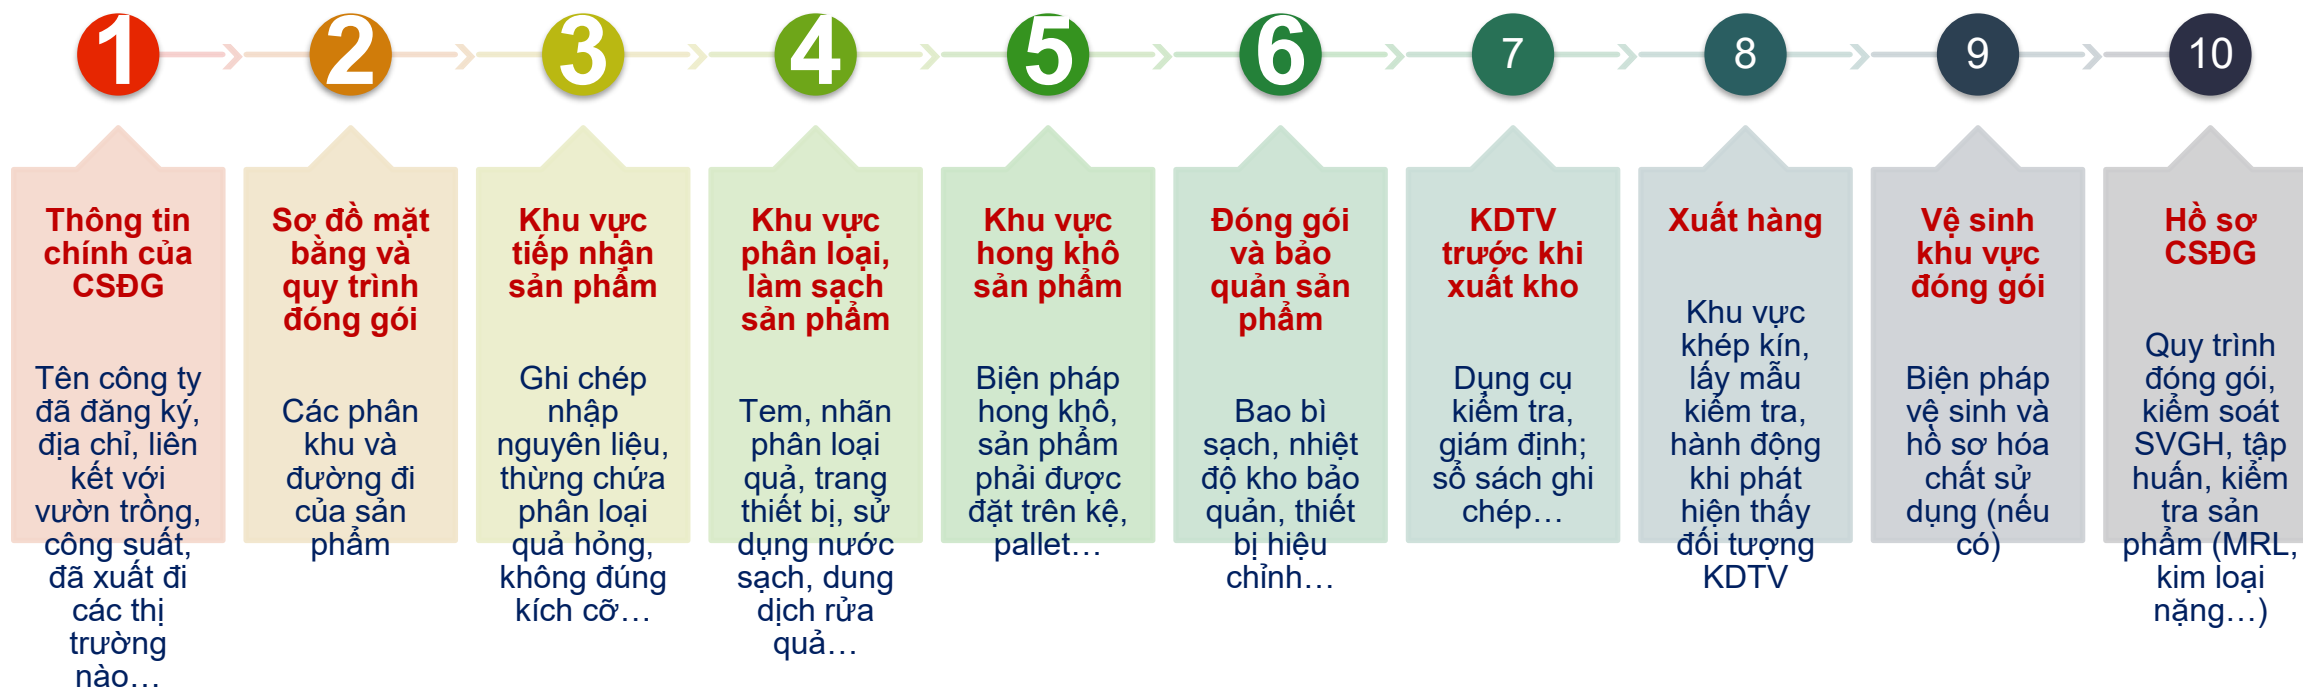 1
2
3
4
5
6
7
8
9
10
Thông tin
chính của
CSĐG
Tên công ty
đã đăng ký,
địa chỉ, liên
kết với
vườn trồng,
công suất,
đã xuất đi
các thị
trường
nào…
Sơ đồ mặt
bằng và
quy trình
đóng gói
Các phân
khu và
đường đi
của sản
phẩm
Khu vực
tiếp nhận
sản phẩm
Ghi chép
nhập
nguyên liệu,
thừng chứa
phân loại
quả hỏng,
không đúng
kích cỡ…
Khu vực
phân loại,
làm sạch
sản phẩm
Tem, nhãn
phân loại
quả, trang
thiết bị, sử
dụng nước
sạch, dung
dịch rửa
quả…
Khu vực
hong khô
sản phẩm
Biện pháp
hong khô,
sản phẩm
phải được
đặt trên kệ,
pallet…
Đóng gói
và bảo
quản sản
phẩm
Bao bì
sạch, nhiệt
độ kho bảo
quản, thiết
bị hiệu
chỉnh…
KDTV
trước khi
xuất kho
Dụng cụ
kiểm tra,
giám định;
sổ sách ghi
chép…
Xuất hàng
Khu vực
khép kín,
lấy mẫu
kiểm tra,
hành động
khi phát
hiện thấy
đối tượng
KDTV
Vệ sinh
khu vực
đóng gói
Biện pháp
vệ sinh và
hồ sơ hóa
chất sử
dụng (nếu
có)
Hồ sơ
CSĐG
Quy trình
đóng gói,
kiểm soát
SVGH, tập
huấn, kiểm
tra sản
phẩm (MRL,
kim loại
nặng…)